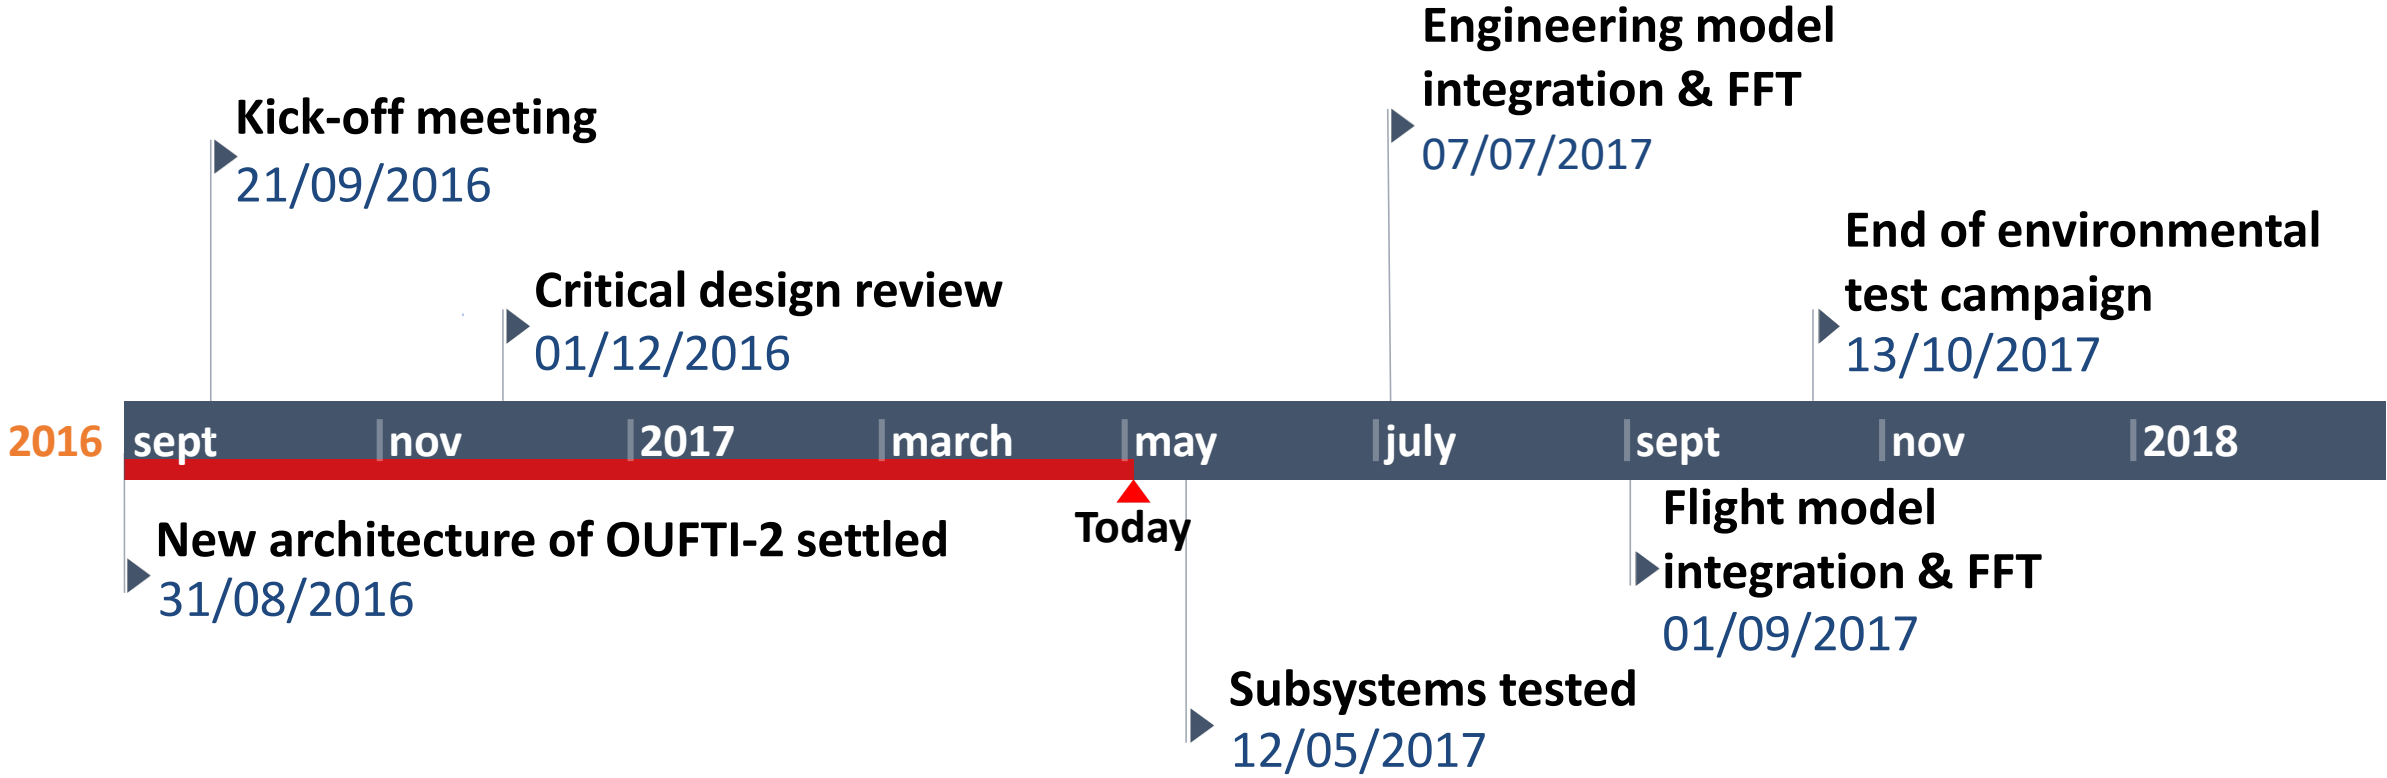 Engineering model
integration & FFT
07/07/2017
Kick-off meeting
21/09/2016
End of environmental
test campaign
13/10/2017
Critical design review
01/12/2016
2016 sept nov 2017 march may july sept nov 2018
Today
New architecture of OUFTI-2 settled
31/08/2016
Flight model
integration & FFT
01/09/2017
Subsystems tested
12/05/2017